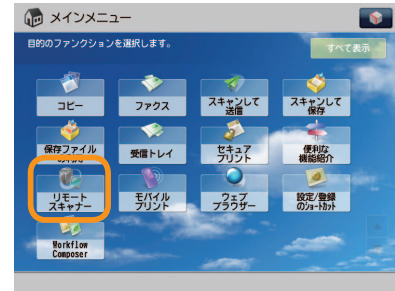 メインメニュー
目的のファンクションを選択します。
すべて表示
コピー
ファクス
スキャンして
送信
スキャンして
保存
保存ファイル
の利用
受信トレイ
セキュア
プリント
便利な
機能紹介
リモート
スキャナー
モバイル
プリント
ウェブ
ブラウザー
設定/登録
のショートカット
Workflow
Composer